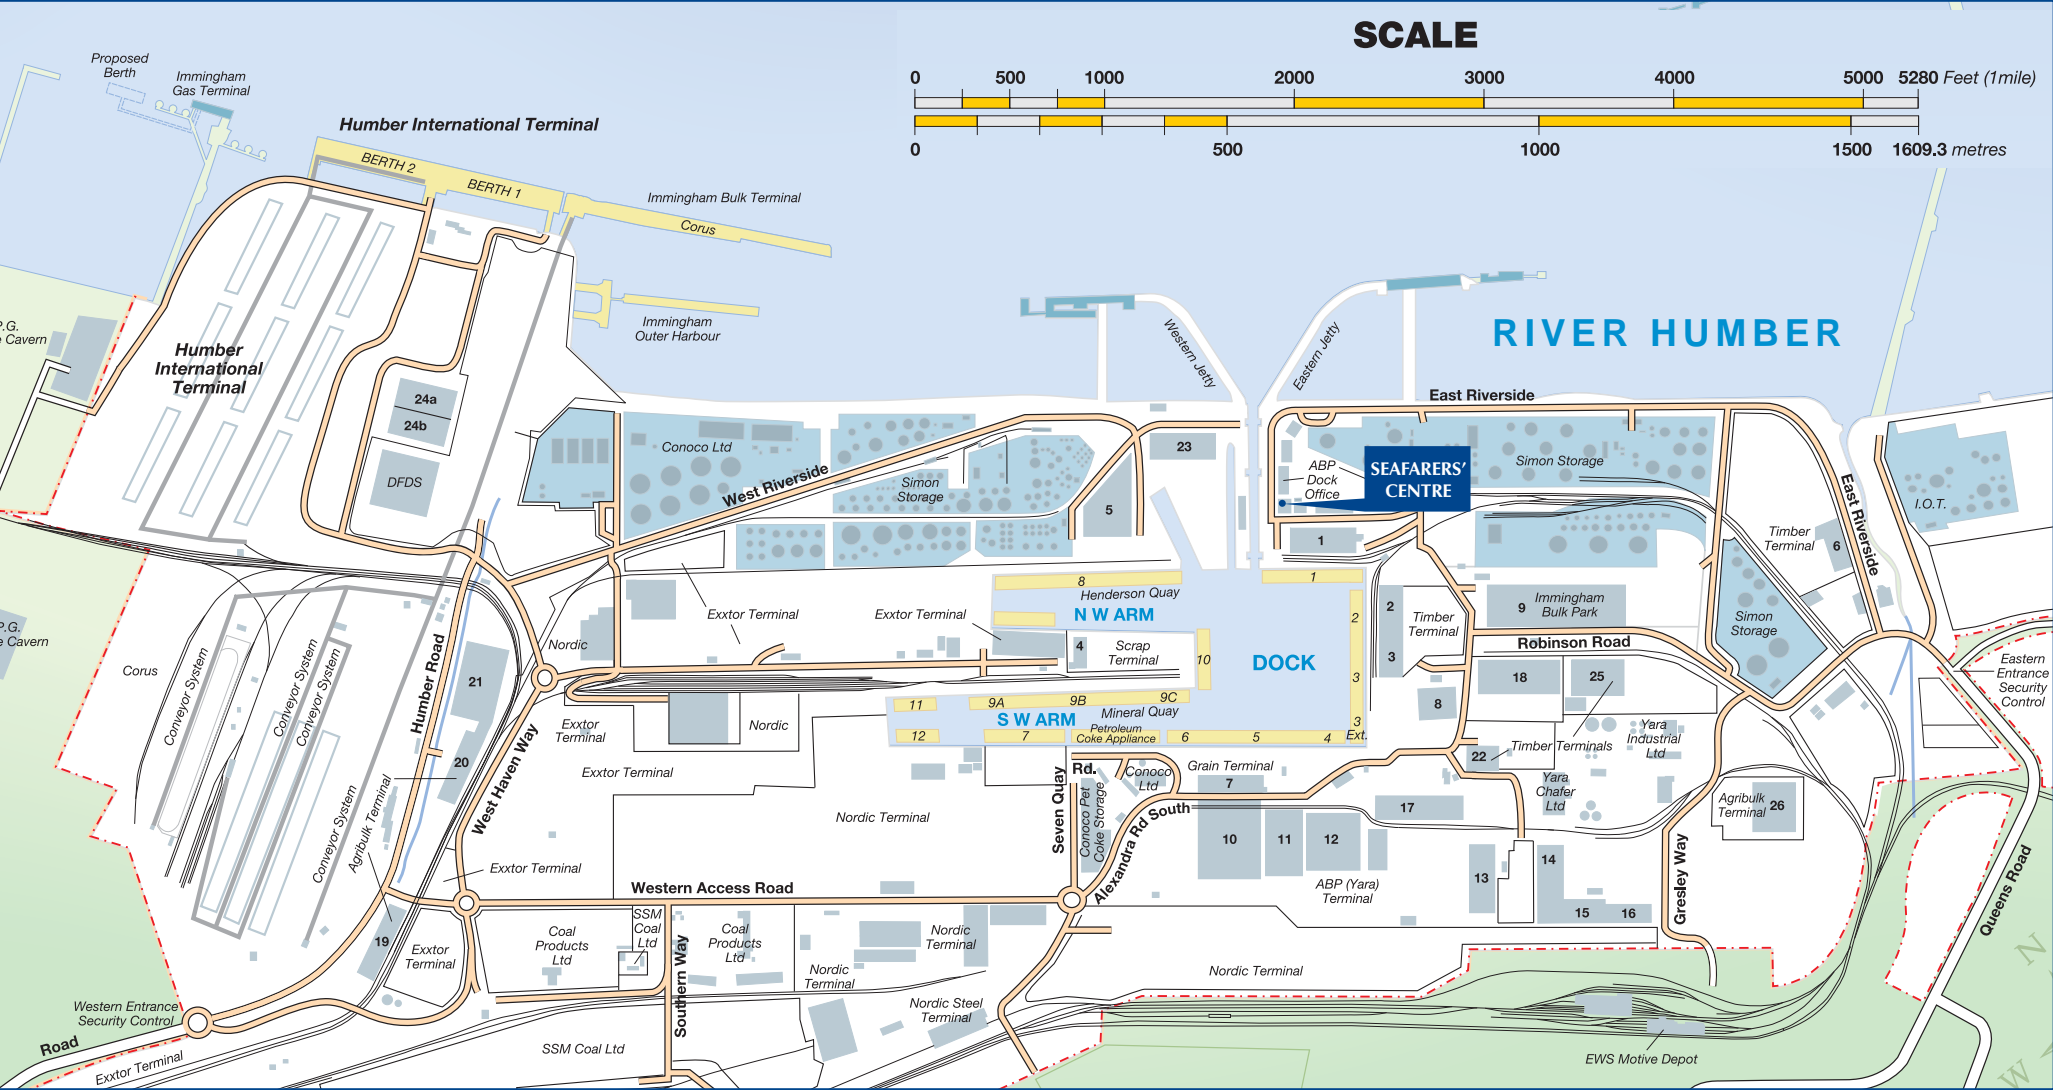 SCALE
0 500 1000 2000 3000 4000 5000 5280 Feet (1mile)
0 500 1000 1500 1609.3 metres
Proposed
Berth
Immingham
Gas Terminal
Humber International Terminal
BERTH 2
BERTH 1
Immingham Bulk Terminal
Corus
Immingham
Outer Harbour
Western Jetty
Eastern Jetty
RIVER HUMBER
P.G.
e Cavern
Humber
International
Terminal
24a
24b
DFDS
Conoco Ltd
West Riverside
Simon
Storage
5
23
East Riverside
ABP
Dock
Office
SEAFARERS'
CENTRE
Simon Storage
East Riverside
I.O.T.
Timber
Terminal
6
1
1
8
Henderson Quay
N W ARM
Exxtor Terminal
Exxtor Terminal
Nordic
4
Scrap
Terminal
10
DOCK
2
3
3
Ext.
2
3
Timber
Terminal
9
Immingham
Bulk Park
Robinson Road
Simon
Storage
18
25
8
P.G.
e Cavern
Corus
Conveyor System
Conveyor System
Conveyor System
Conveyor System
Humber Road
21
20
West Haven Way
Agribulk Terminal
Exxtor
Terminal
Nordic
11
9A
9B
9C
S W ARM
Mineral Quay
12
7
Petroleum
Coke Appliance
6
5
4
Exxtor Terminal
Nordic Terminal
Seven Quay
Rd.
Conoco
Ltd
Conoco Pet
Coke Storage
Grain Terminal
7
Alexandra Rd South
10
11
12
17
22
Timber Terminals
Yara
Industrial
Ltd
Yara
Chafer
Ltd
Agribulk
Terminal
26
Eastern
Entrance
Security
Control
Gresley Way
Queens Road
13
14
15
16
ABP (Yara)
Terminal
Exxtor Terminal
Western Access Road
19
Exxtor
Terminal
Coal
Products
Ltd
SSM
Coal
Ltd
Coal
Products
Ltd
Southern Way
Nordic
Terminal
Nordic
Terminal
Nordic Steel
Terminal
Nordic Terminal
Western Entrance
Security Control
Road
Exxtor Terminal
SSM Coal Ltd
EWS Motive Depot
N
W